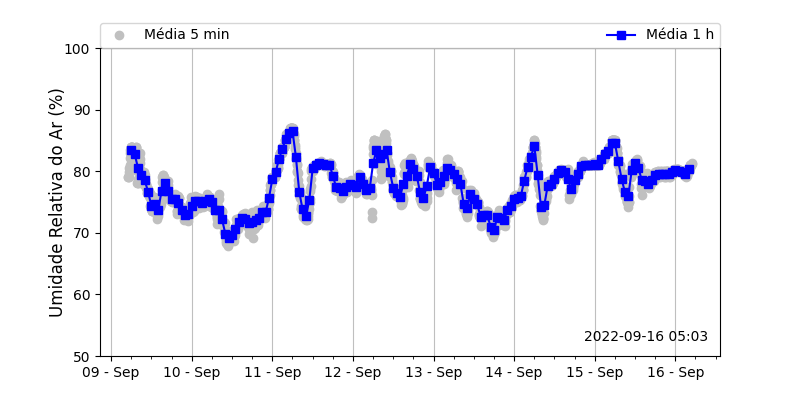 Média 5 min Média 1 h
Umidade Relativa do Ar (%)
100
90
80
70
60
50
2022-09-16 05:03
09 - Sep 10 - Sep 11 - Sep 12 - Sep 13 - Sep 14 - Sep 15 - Sep 16 - Sep